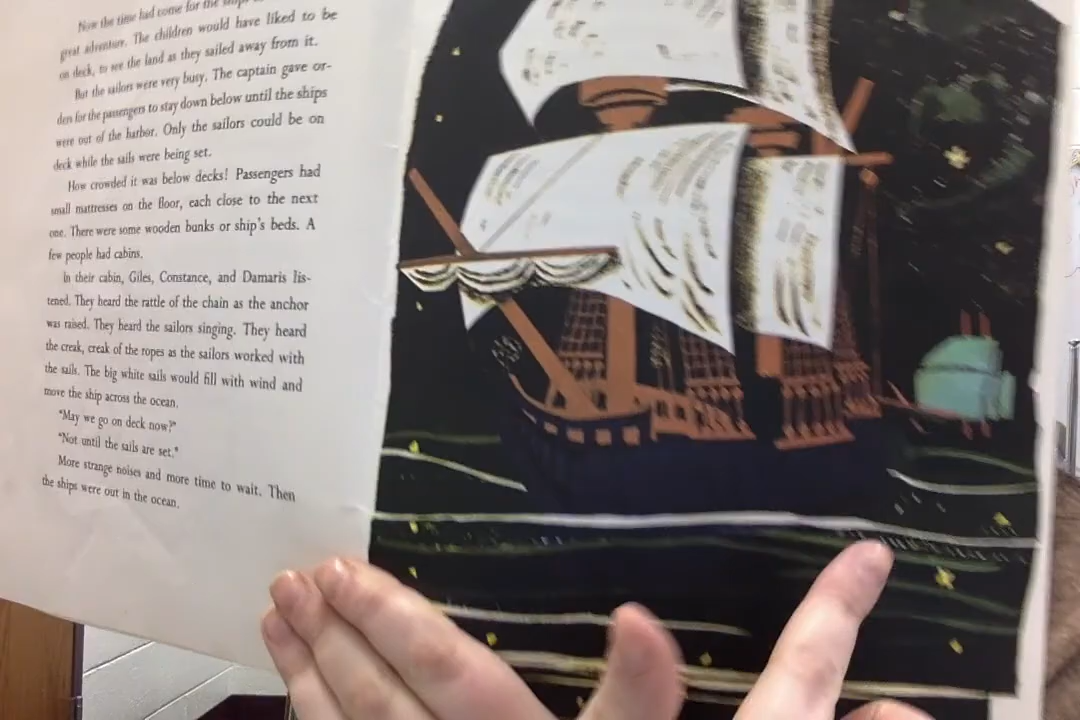 Now the time had come for the ships
great adventure. The children would have liked to be
on deck, to see the land as they sailed away from it.
But the sailors were very busy. The captain gave or-
ders for the passengers to stay down below until the ships
were out of the harbor. Only the sailors could be on
deck while the sails were being set.
How crowded it was below decks! Passengers had
small mattresses on the floor, each close to the next
one. There were some wooden bunks or ship's beds. A
few people had cabins.
In their cabin, Giles, Constance, and Damaris lis-
tened. They heard the rattle of the chain as the anchor
was raised. They heard the sailors singing. They heard
the creak, creak of the ropes as the sailors worked with
the sails. The big white sails would fill with wind and
move the ship across the ocean.
"May we go on deck now?"
"Not until the sails are set."
More strange noises and more time to wait. Then
the ships were out in the ocean.